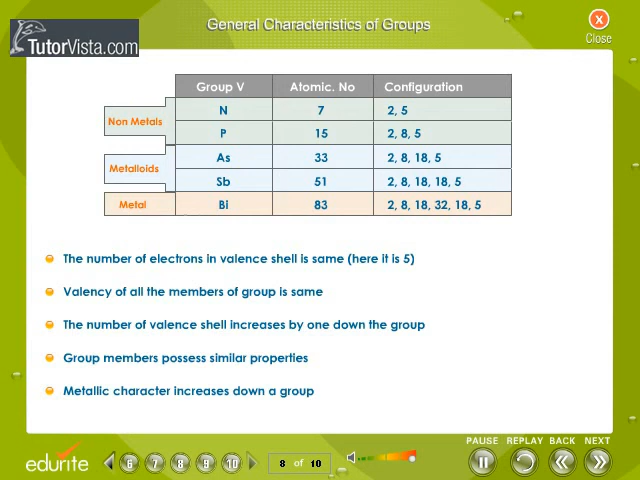 General Characteristics of Groups
X
Close
TutorVista.com
Group V Atomic. No Configuration
Non Metals
N 7 2, 5
P 15 2, 8, 5
Metalloids
As 33 2, 8, 18, 5
Sb 51 2, 8, 18, 18, 5
Metal Bi 83 2, 8, 18, 32, 18, 5
The number of electrons in valence shell is same (here it is 5)
Valency of all the members of group is same
The number of valence shell increases by one down the group
Group members possess similar properties
Metallic character increases down a group
PAUSE REPLAY BACK NEXT
edurite 6 7 8 9 10 8 of 10